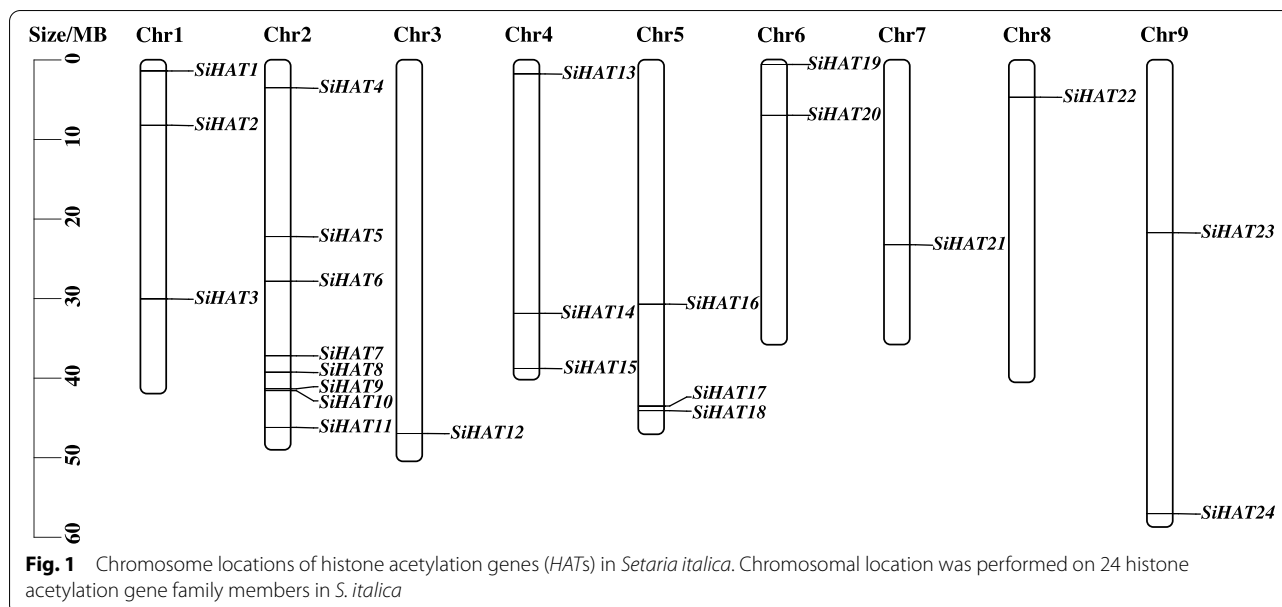 Size/MB Chr1 Chr2 Chr3 Chr4 Chr5 Chr6 Chr7 Chr8 Chr9
0
10
20
30
40
50
60
SiHAT1
SiHAT2
SiHAT3
SiHAT4
SiHAT5
SiHAT6
SiHAT7
SiHAT8
SiHAT9
SiHAT10
SiHAT11
SiHAT12
SiHAT13
SiHAT14
SiHAT15
SiHAT16
SiHAT17
SiHAT18
SiHAT19
SiHAT20
SiHAT21
SiHAT22
SiHAT23
SiHAT24
Fig. 1 Chromosome locations of histone acetylation genes (HATs) in Setaria italica. Chromosomal location was performed on 24 histone
acetylation gene family members in S. italica